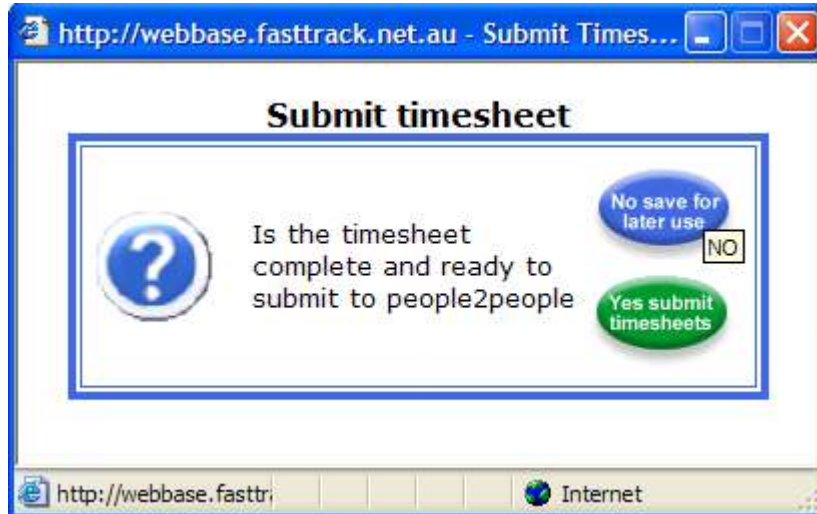 http://webbase.fasttrack.net.au - Submit Times...
Submit timesheet
Is the timesheet
complete and ready to
submit to people2people
No save for
later use
NO
Yes submit
timesheets
http://webbase.fasttr
Internet